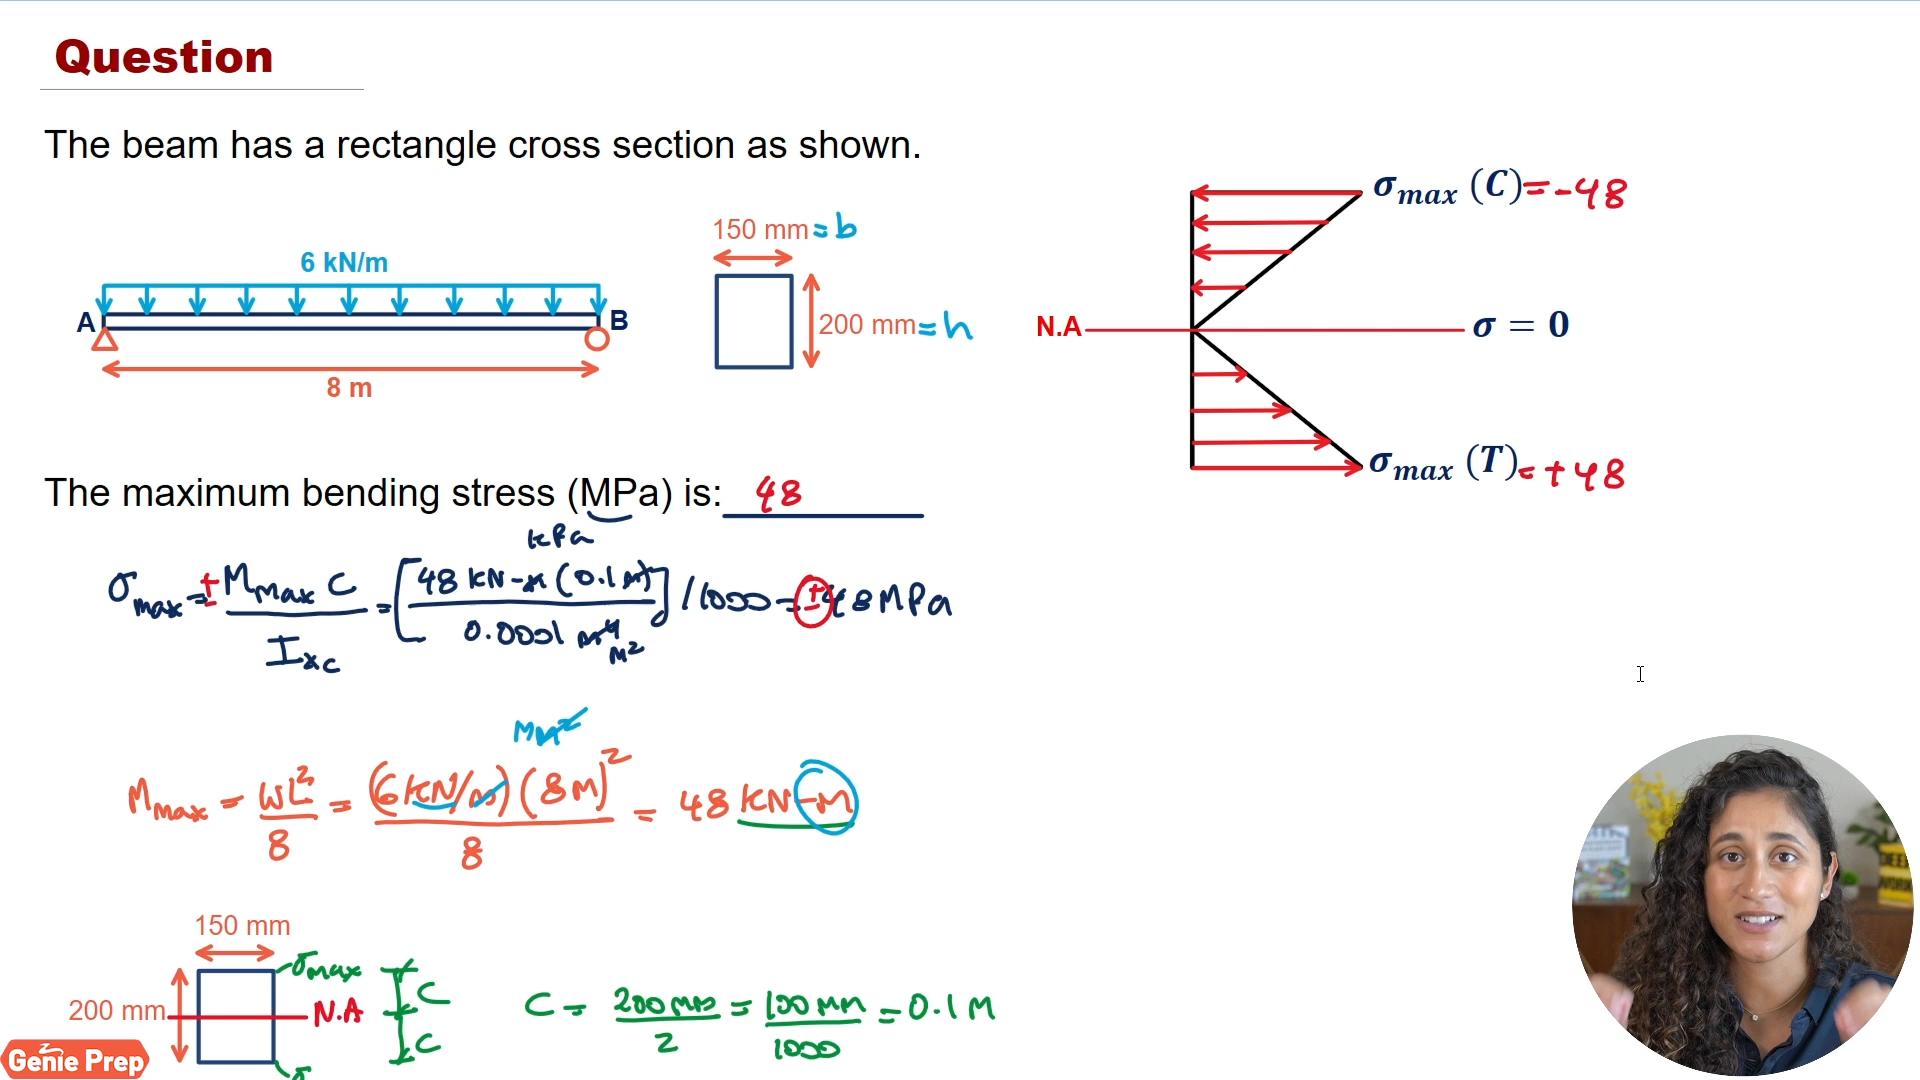 Question
The beam has a rectangle cross section as shown.
6 kN/m
A
B
8 m
150 mm = b
200 mm = h
σmax (C) = -48
N.A
σ = 0
σmax (T) = +48
The maximum bending stress (MPa) is: 48
kPa
σmax = ± Mmax C / Ixc = [48 kN-m (0.1 m) / 0.0001 m⁴ m²] / 1000 = ± 48 MPa
Mmax = WL² / 8 = (6 kN/m) (8 M)² / 8 = 48 kN-M
150 mm
σmax
200 mm
N.A
C
C
σ
C = 200 mm / 2 = 100 mm / 1000 = 0.1 M
Genie Prep